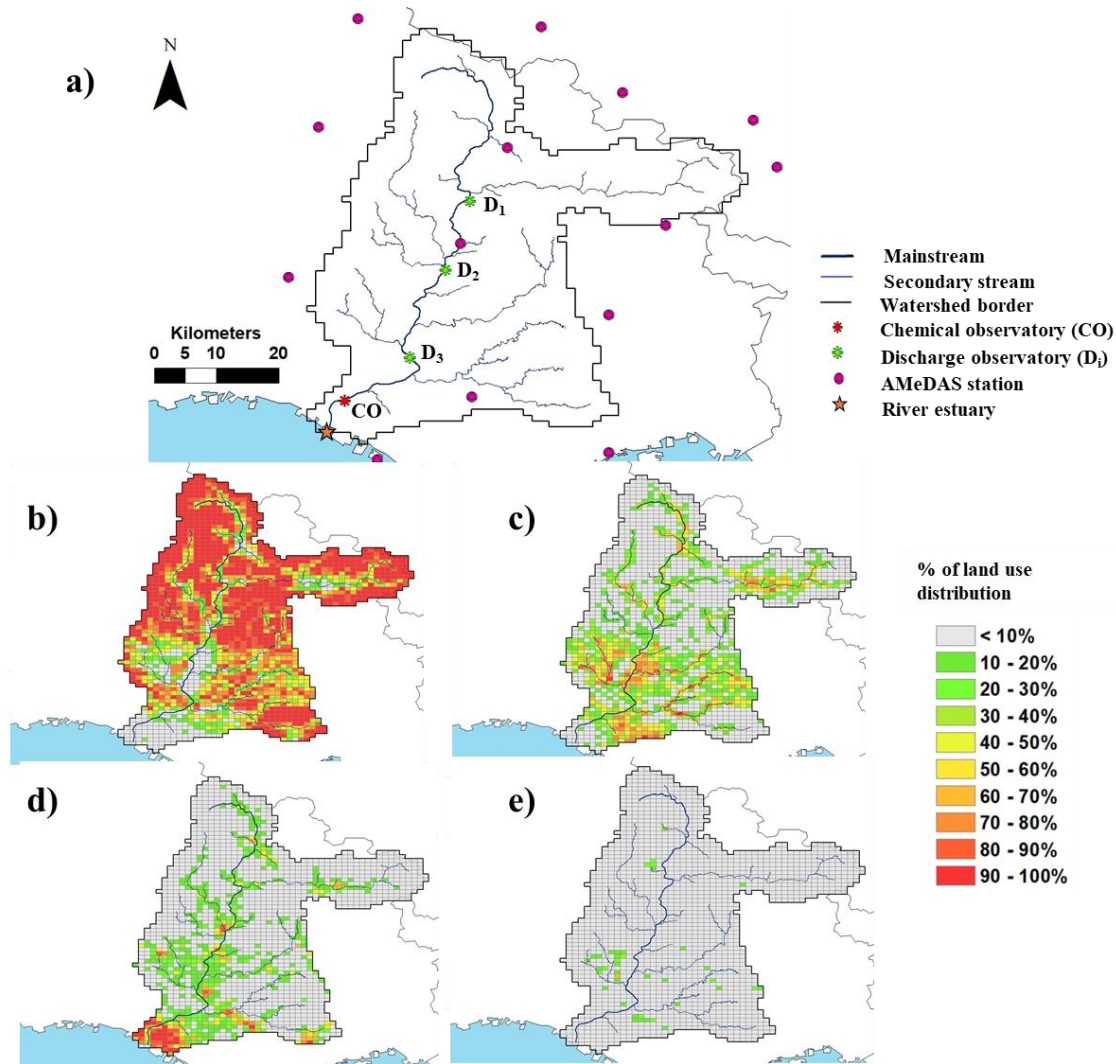 a)
N
D1
D2
D3
CO
Kilometers
0 5 10 20
Mainstream
Secondary stream
Watershed border
Chemical observatory (CO)
Discharge observatory (Di)
AMeDAS station
River estuary
b)
c)
d)
e)
% of land use
distribution
< 10%
10 - 20%
20 - 30%
30 - 40%
40 - 50%
50 - 60%
60 - 70%
70 - 80%
80 - 90%
90 - 100%